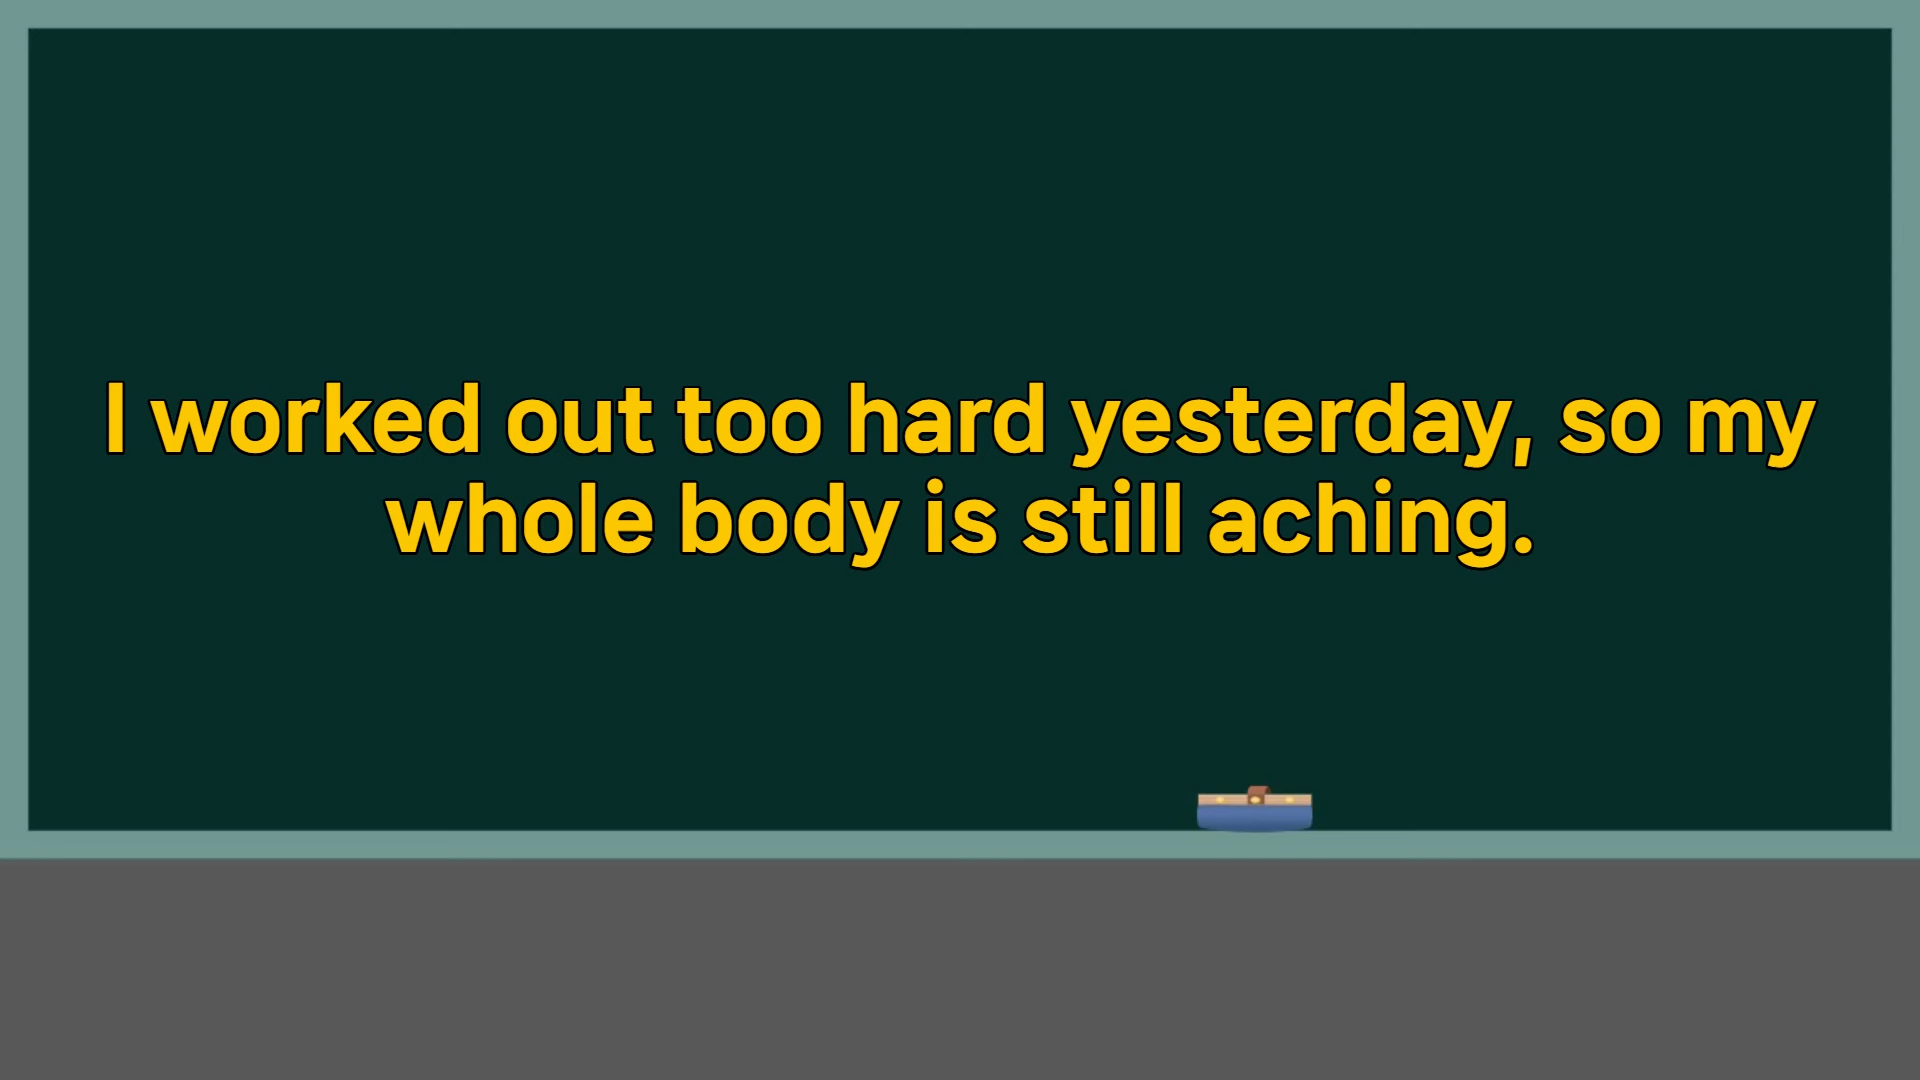 I worked out too hard yesterday, so my
whole body is still aching.